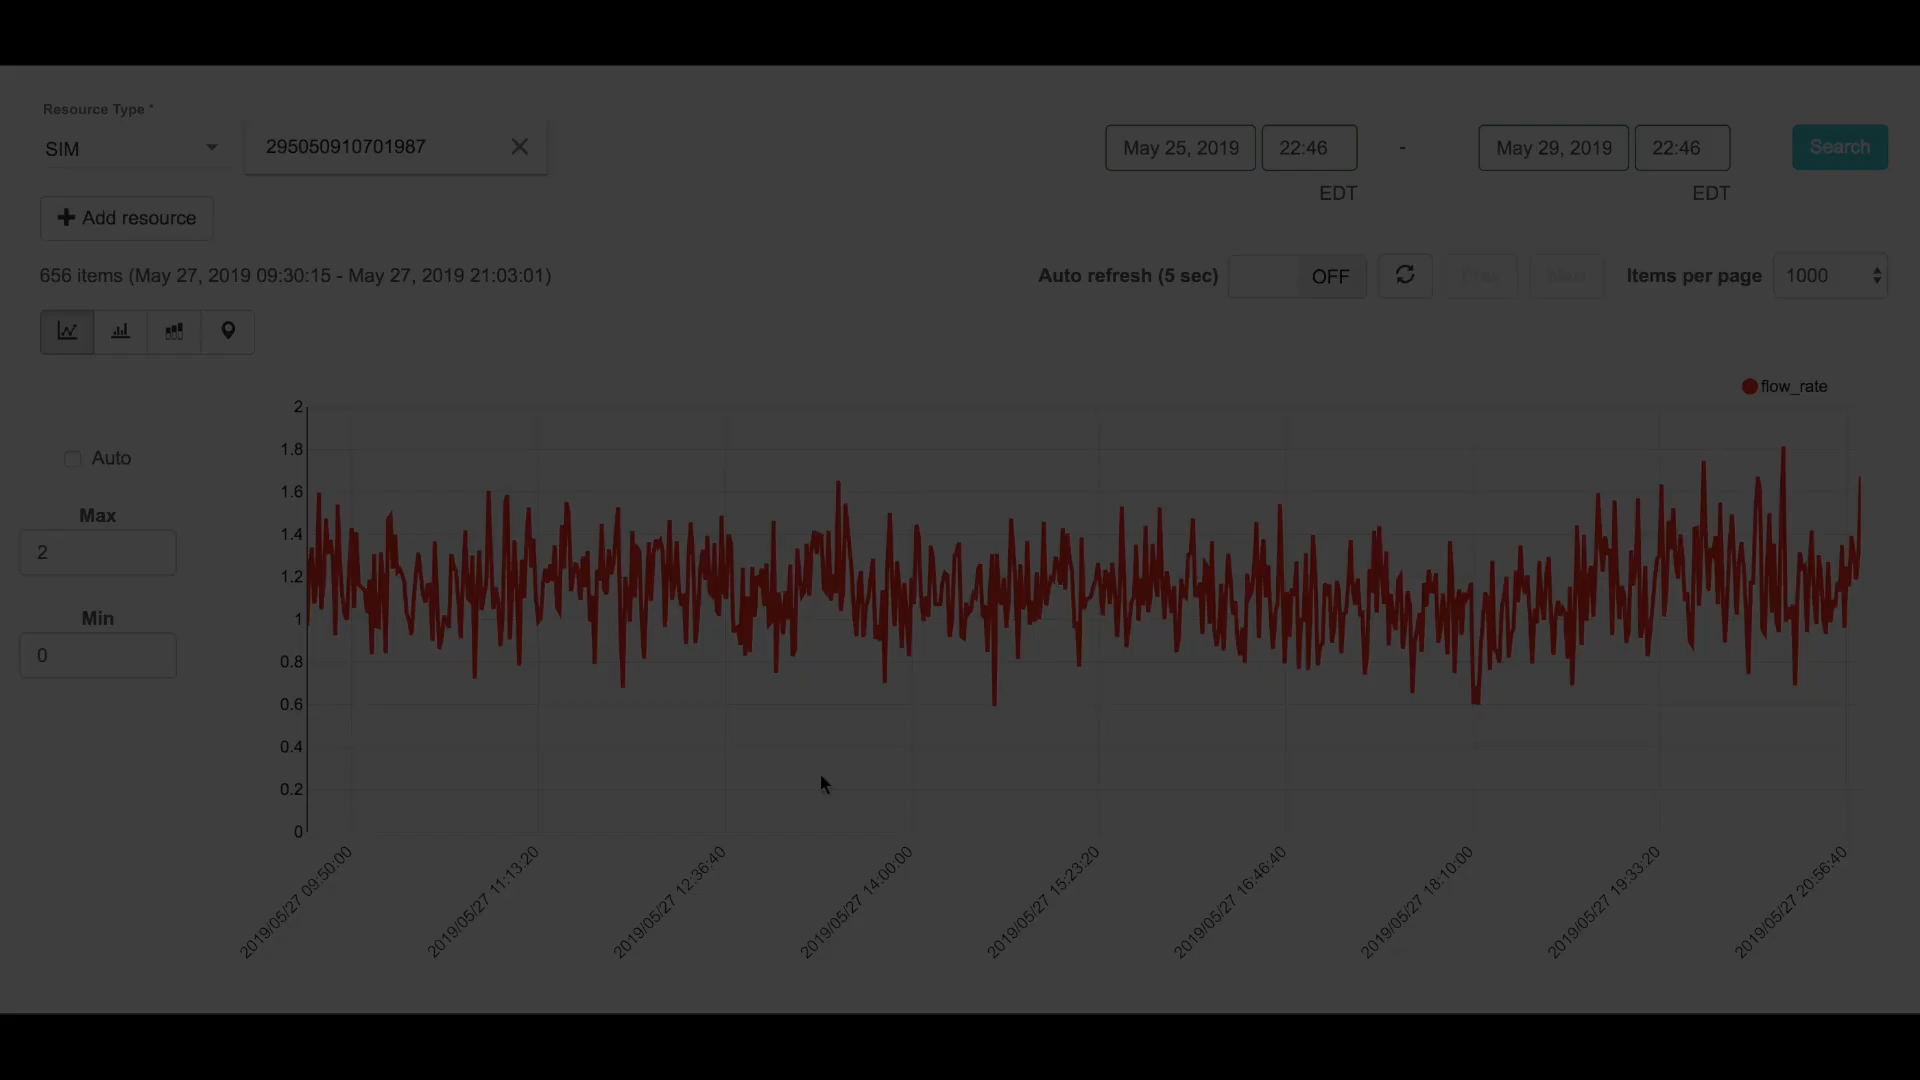 Resource Type *
SIM
295050910701987
May 25, 2019
22:46
-
May 29, 2019
22:46
Search
EDT
EDT
Add resource
656 items (May 27, 2019 09:30:15 - May 27, 2019 21:03:01)
Auto refresh (5 sec)
OFF
Prev
Next
Items per page
1000
flow_rate
Auto
Max
2
Min
0
2
1.8
1.6
1.4
1.2
1
0.8
0.6
0.4
0.2
0
2019/05/27 09:50:00
2019/05/27 11:13:20
2019/05/27 12:36:40
2019/05/27 14:00:00
2019/05/27 15:23:20
2019/05/27 16:46:40
2019/05/27 18:10:00
2019/05/27 19:33:20
2019/05/27 20:56:40